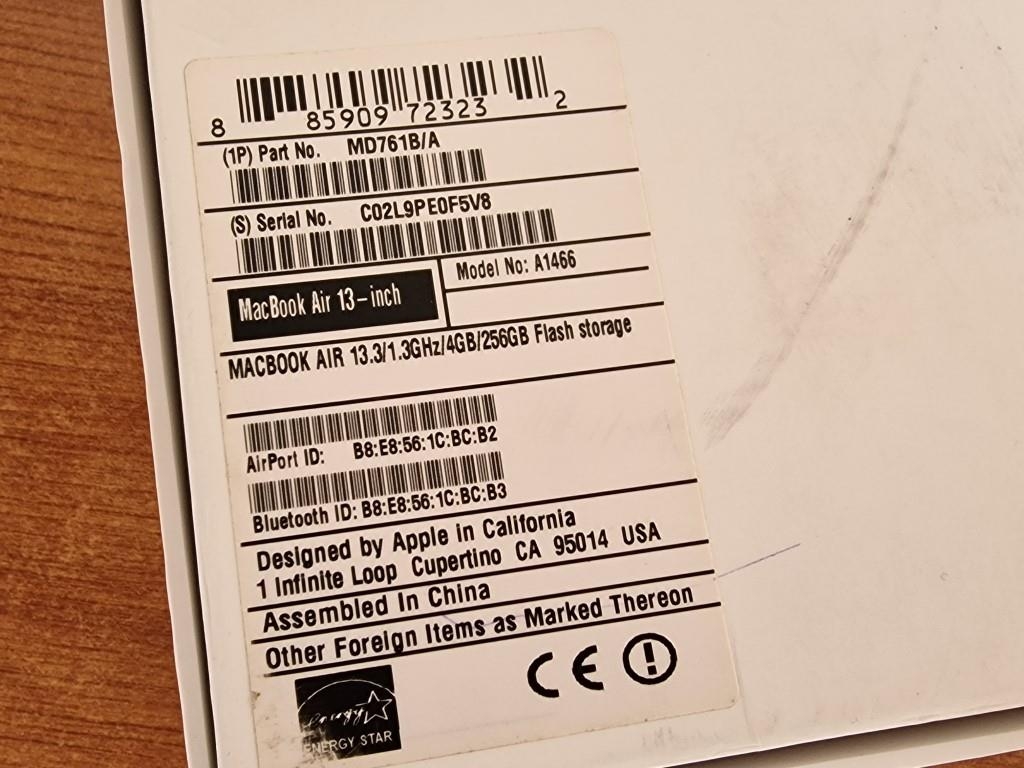 8 85909 72323 2
(1P) Part No. MD761B/A
(S) Serial No. C02L9PE0F5V8
MacBook Air 13-inch
Model No: A1466
MACBOOK AIR 13.3/1.3GHz/4GB/256GB Flash storage
AirPort ID: B8:E8:56:1C:BC:B2
Bluetooth ID: B8:E8:56:1C:BC:B3
Designed by Apple in California
1 Infinite Loop Cupertino CA 95014 USA
Assembled In China
Other Foreign Items as Marked Thereon
CE
ENERGY STAR